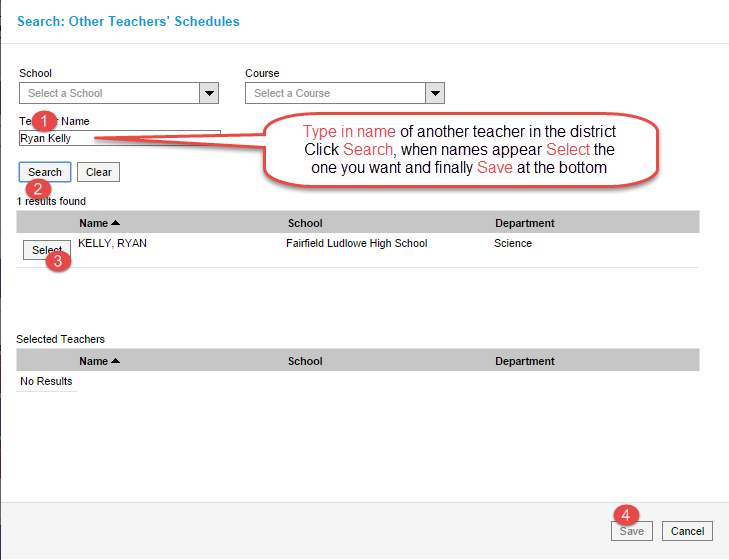 Search: Other Teachers' Schedules
School
Course
Select a School
Select a Course
1
Name
Ryan Kelly
Type in name of another teacher in the district
Click Search, when names appear Select the
one you want and finally Save at the bottom
Search
Clear
2
1 results found
Name
School
Department
Select
KELLY, RYAN
Fairfield Ludlowe High School
Science
3
Selected Teachers
Name
School
Department
No Results
4
Save
Cancel